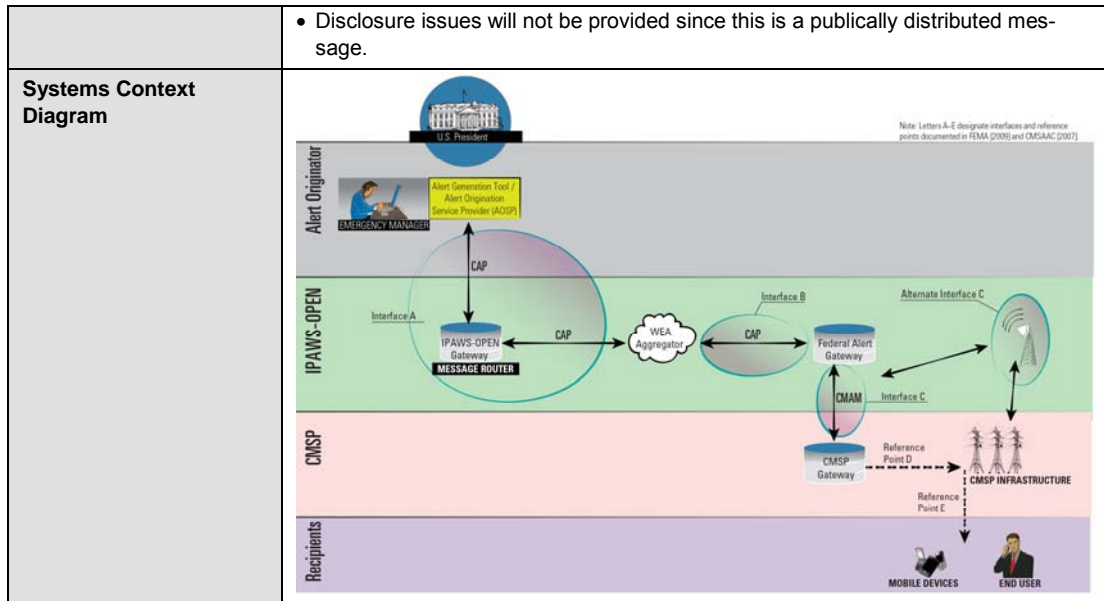 • Disclosure issues will not be provided since this is a publically distributed mes-
sage.
Systems Context
Diagram
U.S. President
Note: Letters A–E designate interfaces and reference
points documented in FEMA [2009] and CMSAAC [2007]
Alert Originator
EMERGENCY MANAGER
Alert Generation Tool /
Alert Origination
Service Provider (AOSP)
CAP
IPAWS-OPEN
Interface A
IPAWS-OPEN
Gateway
MESSAGE ROUTER
CAP
WEA
Aggregator
Interface B
CAP
Federal Alert
Gateway
Alternate Interface C
CMAM
Interface C
CMSP
CMSP
Gateway
Reference
Point D
CMSP INFRASTRUCTURE
Reference
Point E
Recipients
MOBILE DEVICES
END USER